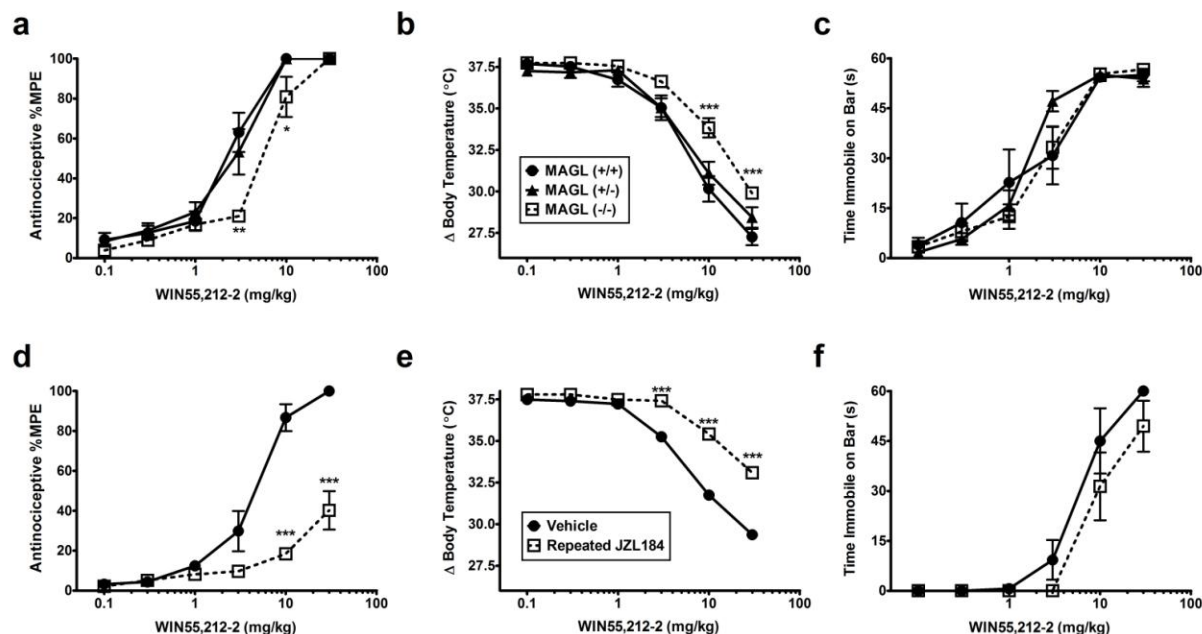 a
b
c
100
80
60
40
20
0
Antinociceptive %MPE
0.1
1
10
100
WIN55,212-2 (mg/kg)
*
**
37.5
35.0
32.5
30.0
27.5
Δ Body Temperature (°C)
MAGL (+/+)
MAGL (+/-)
MAGL (-/-)
***
***
0.1
1
10
100
WIN55,212-2 (mg/kg)
60
45
30
15
0
Time Immobile on Bar (s)
1
10
100
WIN55,212-2 (mg/kg)
d
e
f
100
80
60
40
20
0
Antinociceptive %MPE
***
***
0.1
1
10
100
WIN55,212-2 (mg/kg)
37.5
35.0
32.5
30.0
27.5
Δ Body Temperature (°C)
***
***
***
Vehicle
Repeated JZL184
0.1
1
10
100
WIN55,212-2 (mg/kg)
60
45
30
15
0
Time Immobile on Bar (s)
1
10
100
WIN55,212-2 (mg/kg)